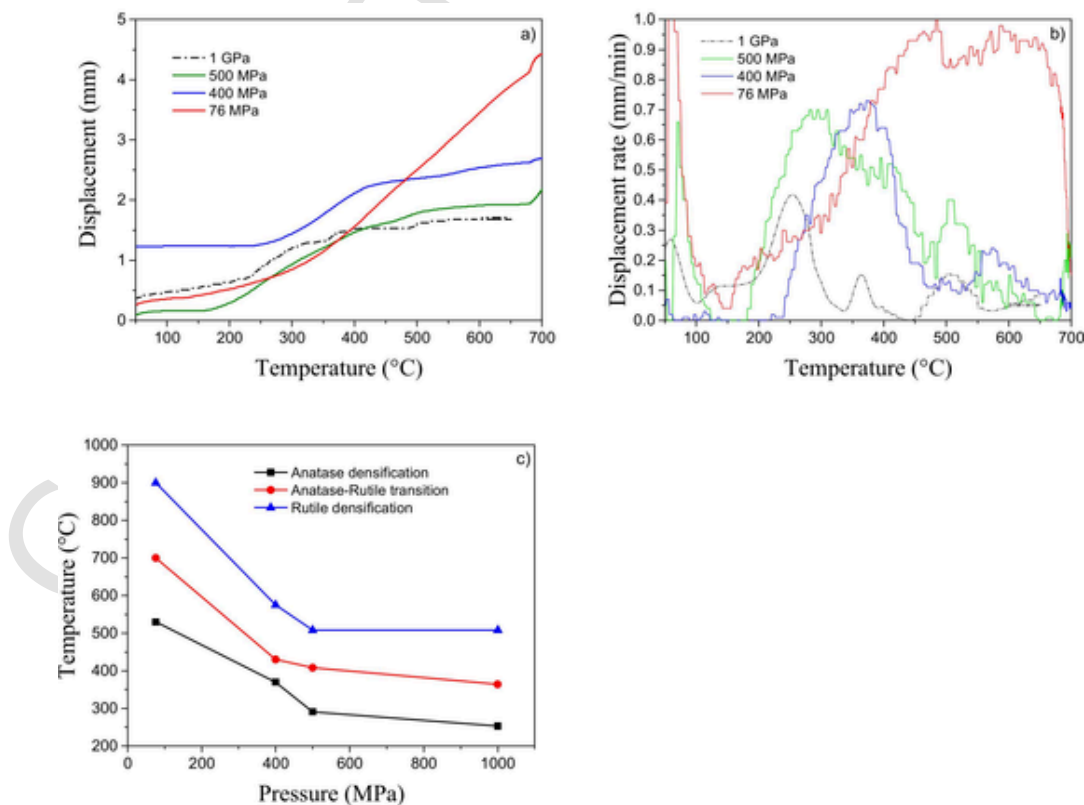 a)
1 GPa
500 MPa
400 MPa
76 MPa
Displacement (mm)
5
4
3
2
1
0
100 200 300 400 500 600 700
Temperature (°C)
b)
1 GPa
500 MPa
400 MPa
76 MPa
Displacement rate (mm/min)
1.0
0.9
0.8
0.7
0.6
0.5
0.4
0.3
0.2
0.1
0.0
100 200 300 400 500 600 700
Temperature (°C)
c)
Anatase densification
Anatase-Rutile transition
Rutile densification
Temperature (°C)
1000
900
800
700
600
500
400
300
200
0 200 400 600 800 1000
Pressure (MPa)